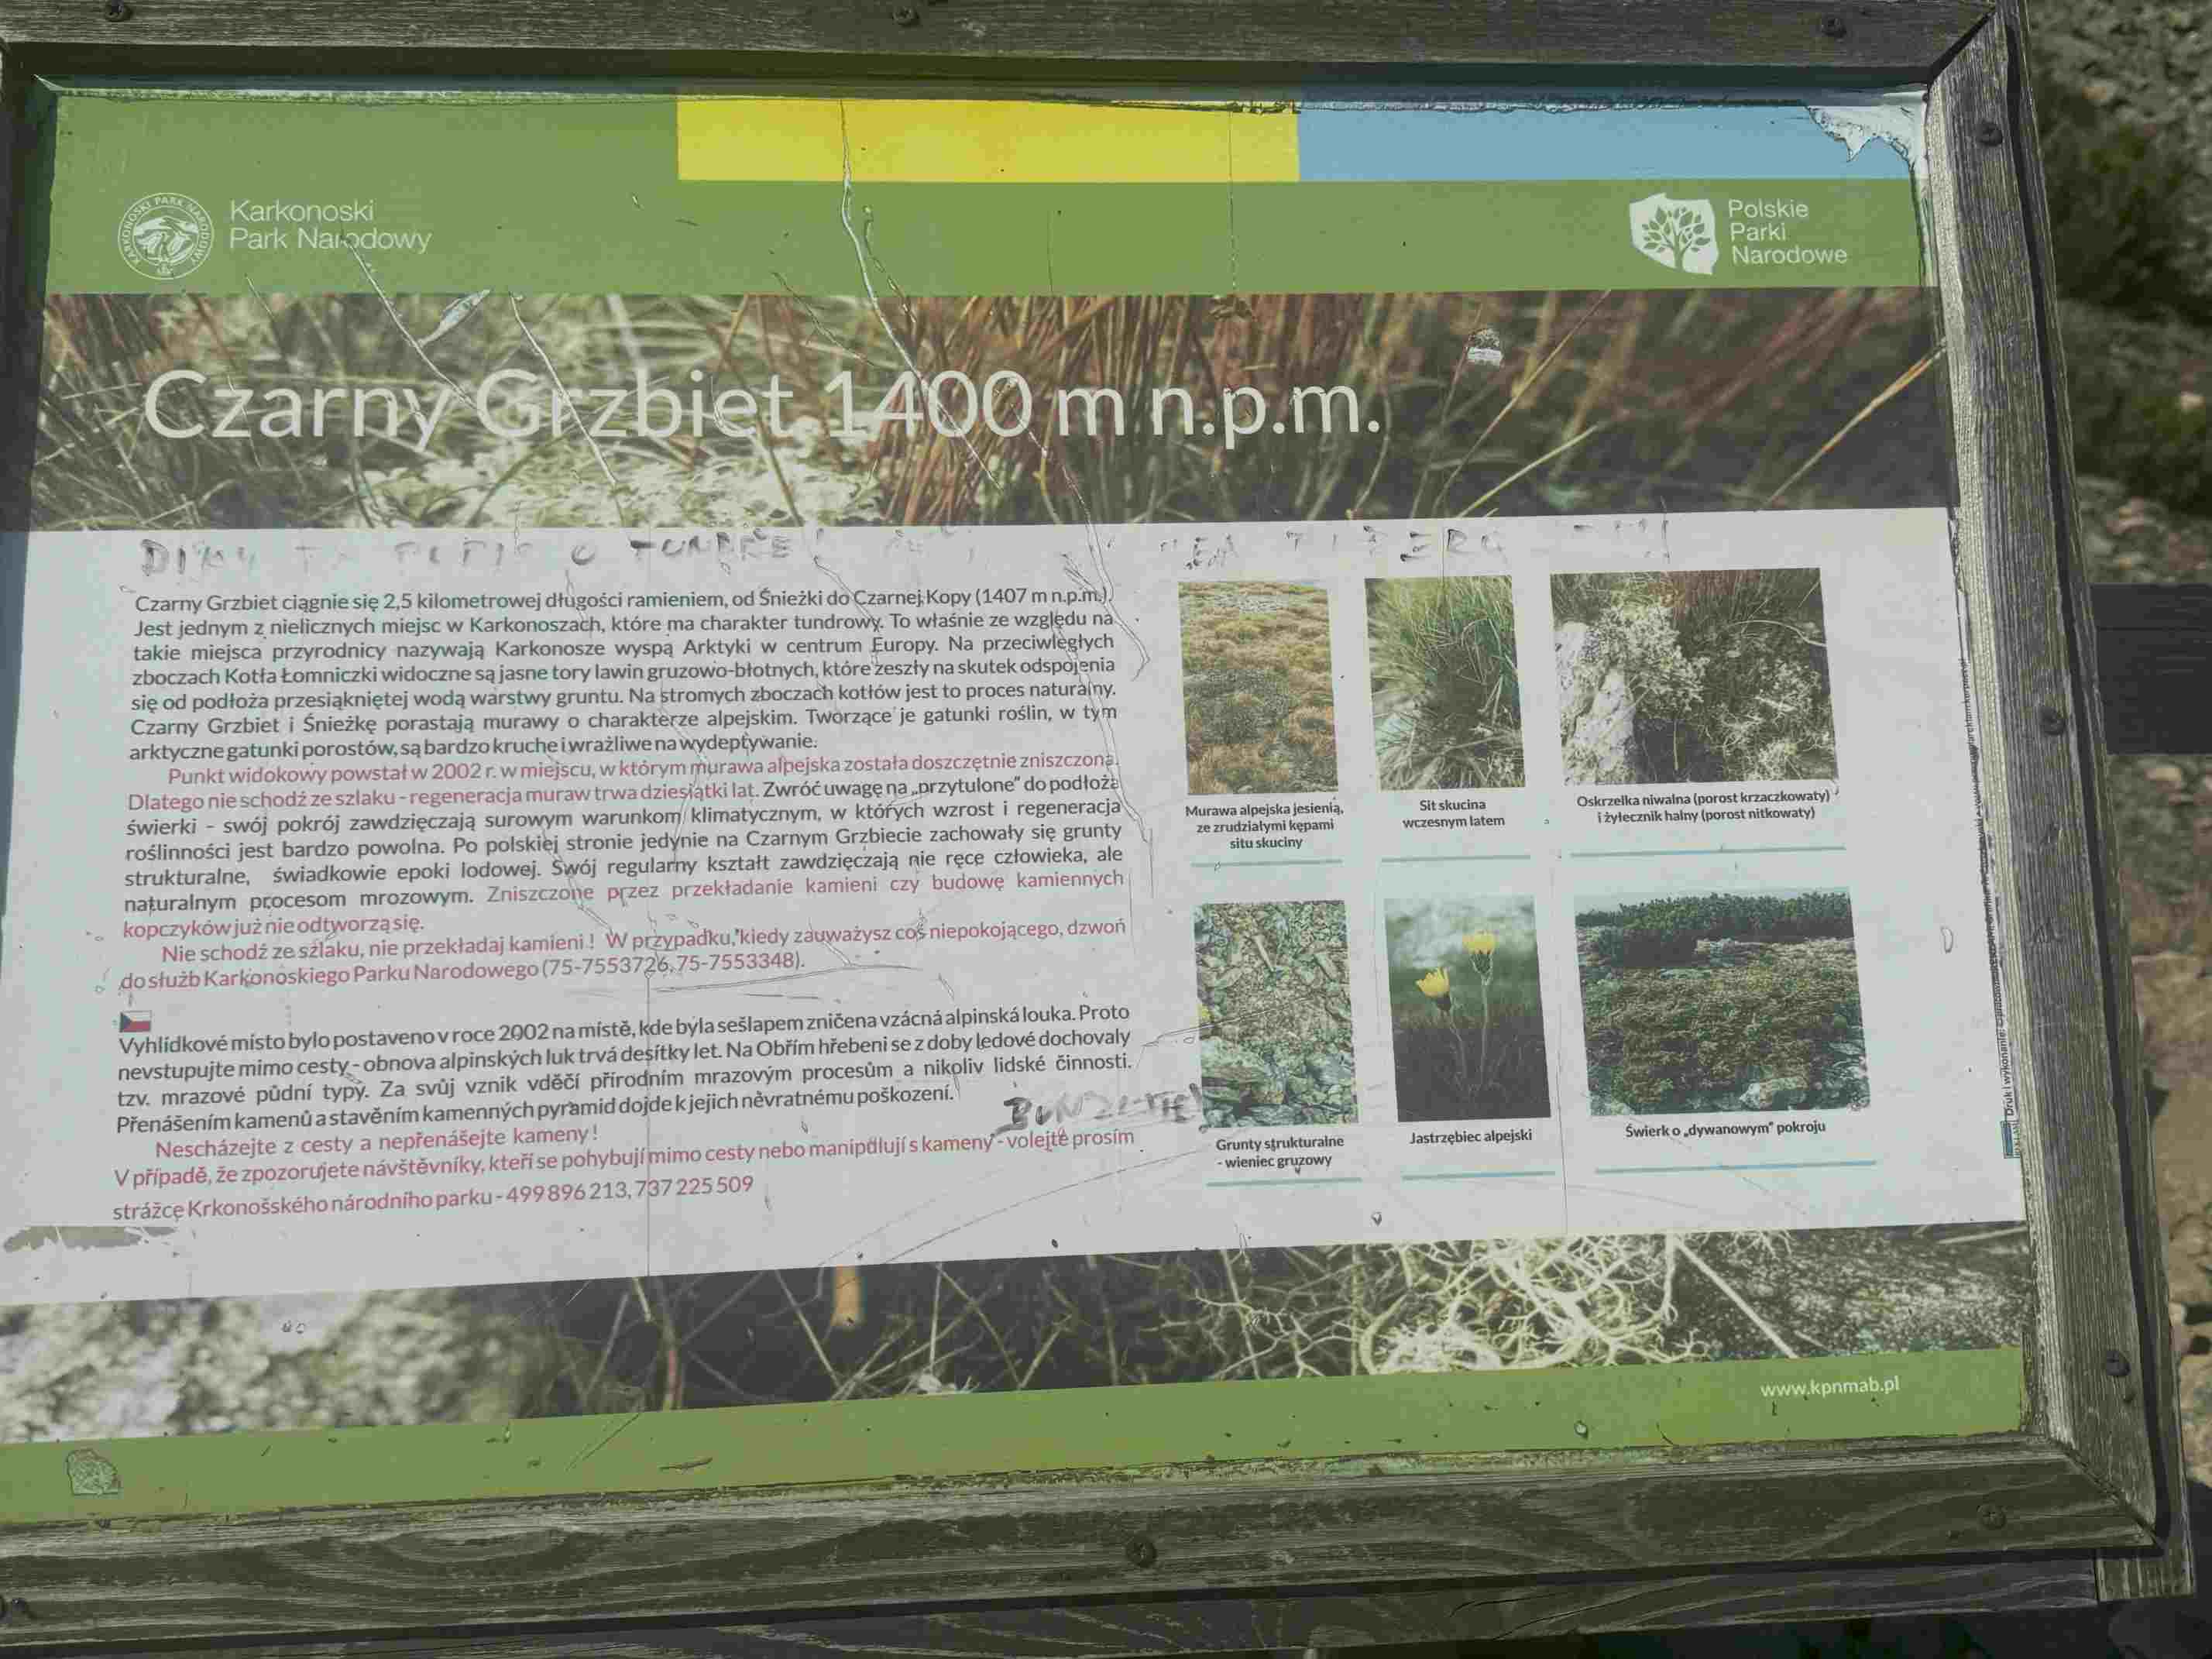 Karkonoski
Park Narodowy
Polskie
Parki
Narodowe
KARKONOSKI PARK NARODOWY
Czarny Grzbiet 1400 m n.p.m.
Czarny Grzbiet ciągnie się 2,5 kilometrowej długości ramieniem, od Śnieżki do Czarnej Kopy (1407 m n.p.m.).
Jest jednym z nielicznych miejsc w Karkonoszach, które ma charakter tundrowy. To właśnie ze względu na
takie miejsca przyrodnicy nazywają Karkonosze wyspą Arktyki w centrum Europy. Na przeciwległych
zboczach Kotła Łomniczki widoczne są jasne tory lawin gruzowo-błotnych, które zeszły na skutek odspojenia
się od podłoża przesiąkniętej wodą warstwy gruntu. Na stromych zboczach kotłów jest to proces naturalny.
Czarny Grzbiet i Śnieżkę porastają murawy o charakterze alpejskim. Tworzące je gatunki roślin, w tym
arktyczne gatunki porostów, są bardzo kruche i wrażliwe na wydeptywanie.
Punkt widokowy powstał w 2002 r. w miejscu, w którym murawa alpejska została doszczętnie zniszczona.
Dlatego nie schodź ze szlaku - regeneracja muraw trwa dziesiątki lat. Zwróć uwagę na „przytulone" do podłoża
świerki - swój pokrój zawdzięczają surowym warunkom klimatycznym, w których wzrost i regeneracja
roślinności jest bardzo powolna. Po polskiej stronie jedynie na Czarnym Grzbiecie zachowały się grunty
strukturalne, świadkowie epoki lodowej. Swój regularny kształt zawdzięczają nie ręce człowieka, ale
naturalnym procesom mrozowym. Zniszczone przez przekładanie kamieni czy budowę kamiennych
kopczyków już nie odtworzą się.
Nie schodź ze szlaku, nie przekładaj kamieni! W przypadku, kiedy zauważysz coś niepokojącego, dzwoń
do służb Karkonoskiego Parku Narodowego (75-7553726, 75-7553348).
Vyhlídkové místo bylo postaveno v roce 2002 na místě, kde byla sešlapem zničena vzácná alpinská louka. Proto
nevstupujte mimo cesty - obnova alpinských luk trvá desítky let. Na Obřím hřebeni se z doby ledové dochovaly
tzv. mrazové půdní typy. Za svůj vznik vděčí přírodním mrazovým procesům a nikoliv lidské činnosti.
Přenášením kamenů a stavěním kamenných pyramid dojde k jejich nevratnému poškození.
Nescházejte z cesty a nepřenášejte kameny!
V případě, že zpozorujete návštěvníky, kteří se pohybují mimo cesty nebo manipulují s kameny - volejte prosím
strážce Krkonošského národního parku - 499 896 213, 737 225 509
Murawa alpejska jesienią,
ze zrudziałymi kępami
situ skuciny
Sit skucina
wczesnym latem
Oskrzelka niwalna (porost krzaczkowaty)
i żyłecznik halny (porost nitkowaty)
Grunty strukturalne
- wieniec gruzowy
Jastrzębiec alpejski
Świerk o „dywanowym" pokroju
www.kpnmab.pl